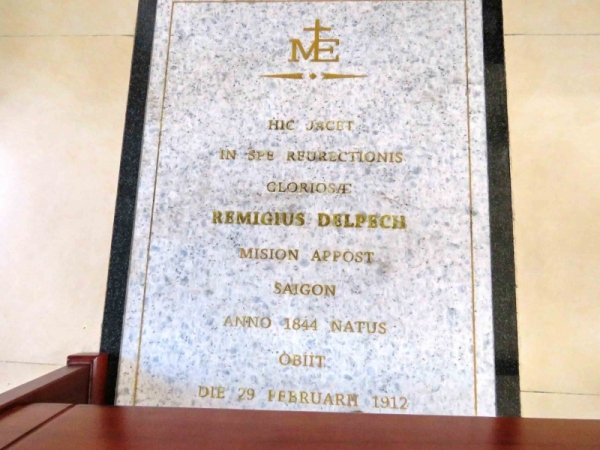 ME
HIC JACET
IN SPE REURECTIONIS
GLORIOSÆ
REMIGIUS DELPECH
MISION APPOST
SAIGON
ANNO 1844 NATUS
OBIIT
DIE 29 FEBRUARII 1912